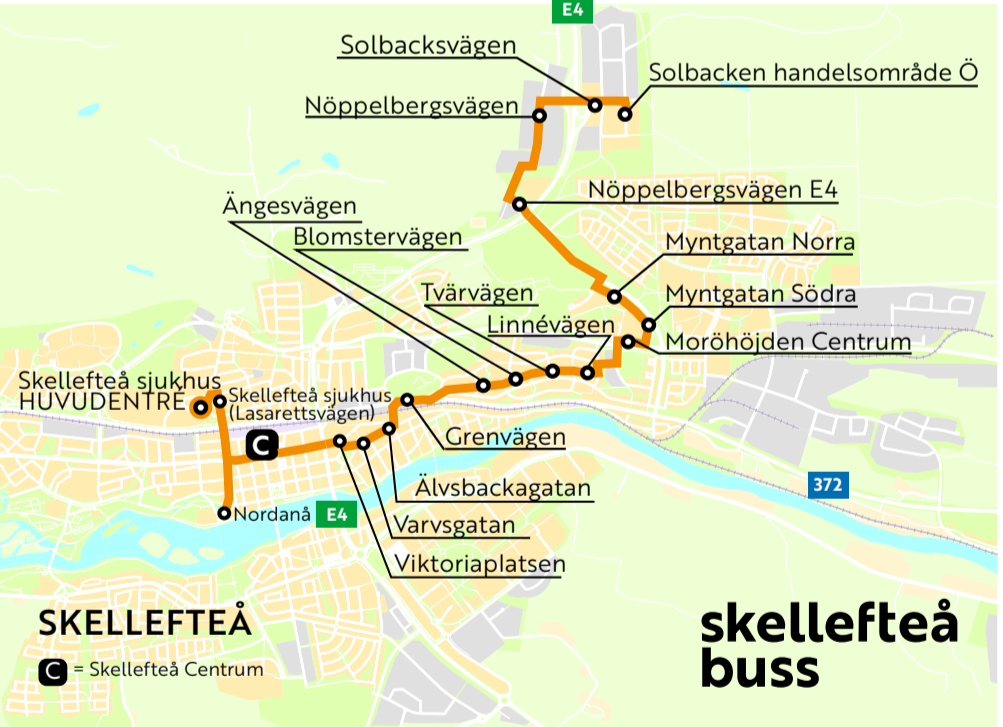 E4
Solbacksvägen
Solbacken handelsområde Ö
Nöppelbergsvägen
Nöppelbergsvägen E4
Ängesvägen
Blomstervägen
Myntgatan Norra
Tvärvägen
Myntgatan Södra
Linnévägen
Moröhöjden Centrum
Skellefteå sjukhus
HUVUDENTRÉ
Skellefteå sjukhus
(Lasarettsvägen)
C
Grenvägen
Älvsbackagatan
372
Nordanå
E4
Varvsgatan
Viktoriaplatsen
SKELLEFTEÅ
C = Skellefteå Centrum
skellefteå
buss